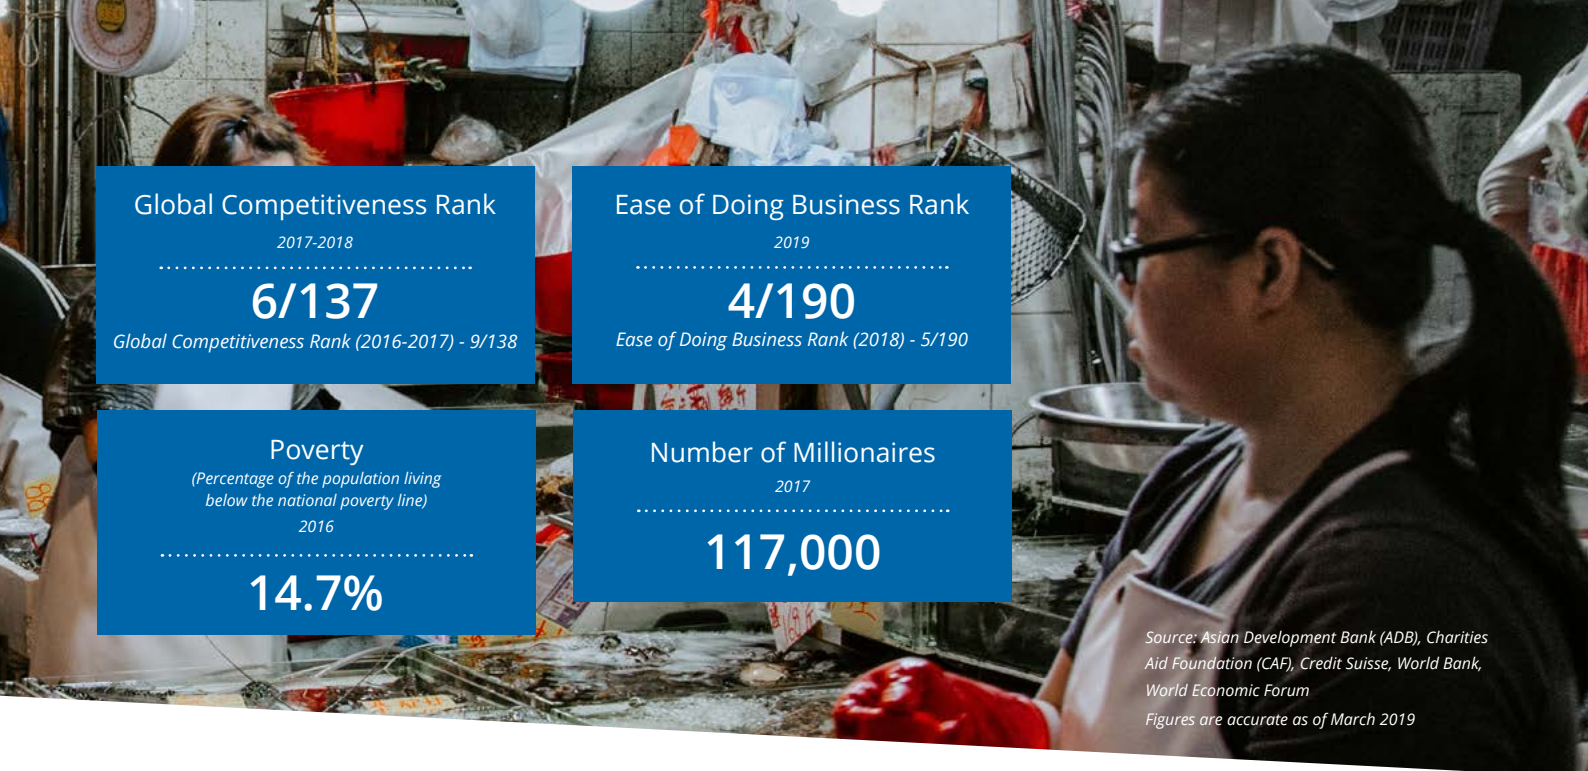 Global Competitiveness Rank
2017-2018
6/137
Global Competitiveness Rank (2016-2017) - 9/138
Ease of Doing Business Rank
2019
4/190
Ease of Doing Business Rank (2018) - 5/190
Poverty
(Percentage of the population living
below the national poverty line)
2016
14.7%
Number of Millionaires
2017
117,000
Source: Asian Development Bank (ADB), Charities
Aid Foundation (CAF), Credit Suisse, World Bank,
World Economic Forum
Figures are accurate as of March 2019